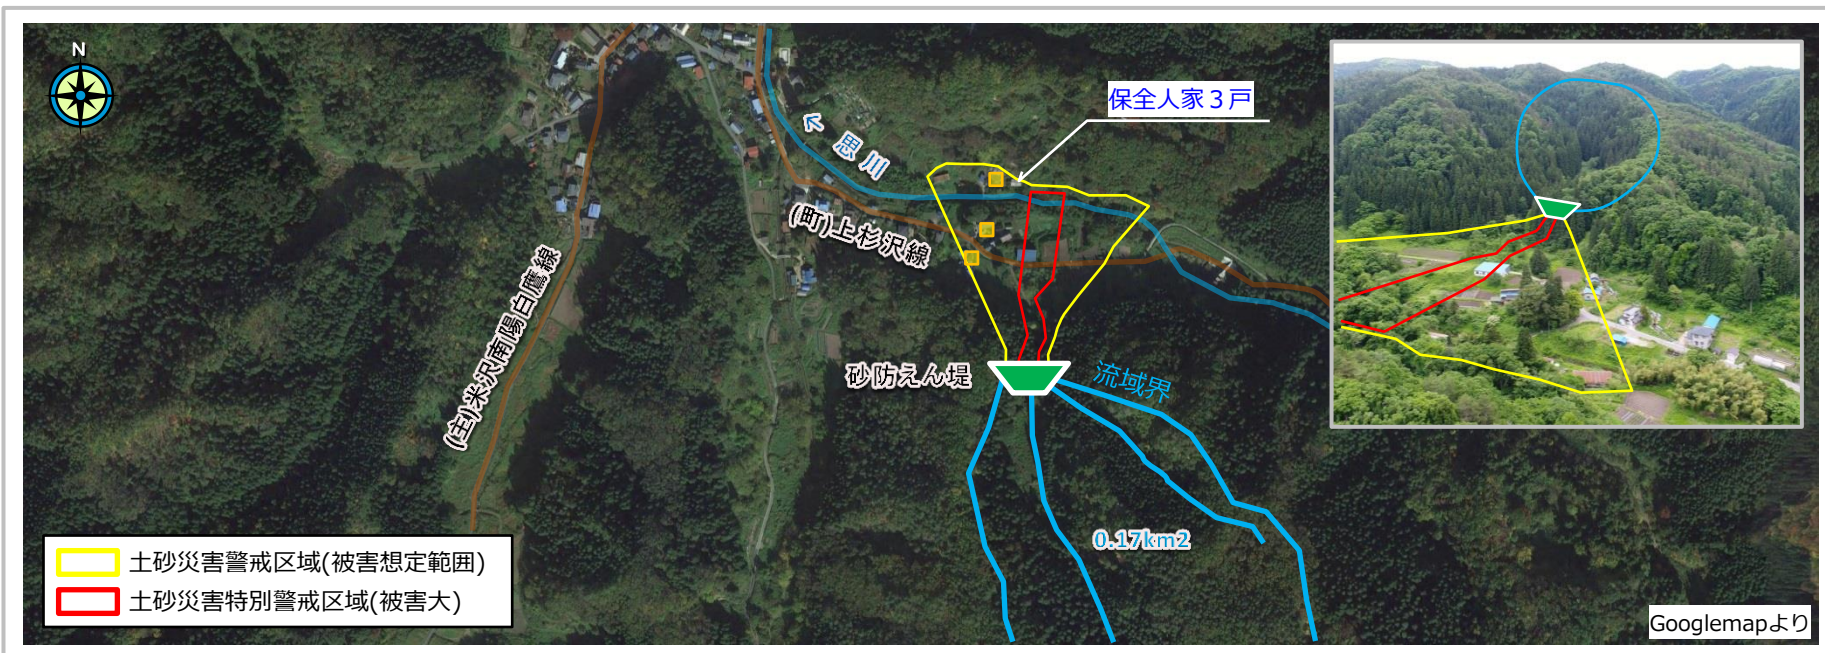 N
保全人家３戸
← 思川
(町)上杉沢線
(主)米沢南陽白鷹線
砂防えん堤
流域界
0.17km2
土砂災害警戒区域(被害想定範囲)
土砂災害特別警戒区域(被害大)
Googlemapより